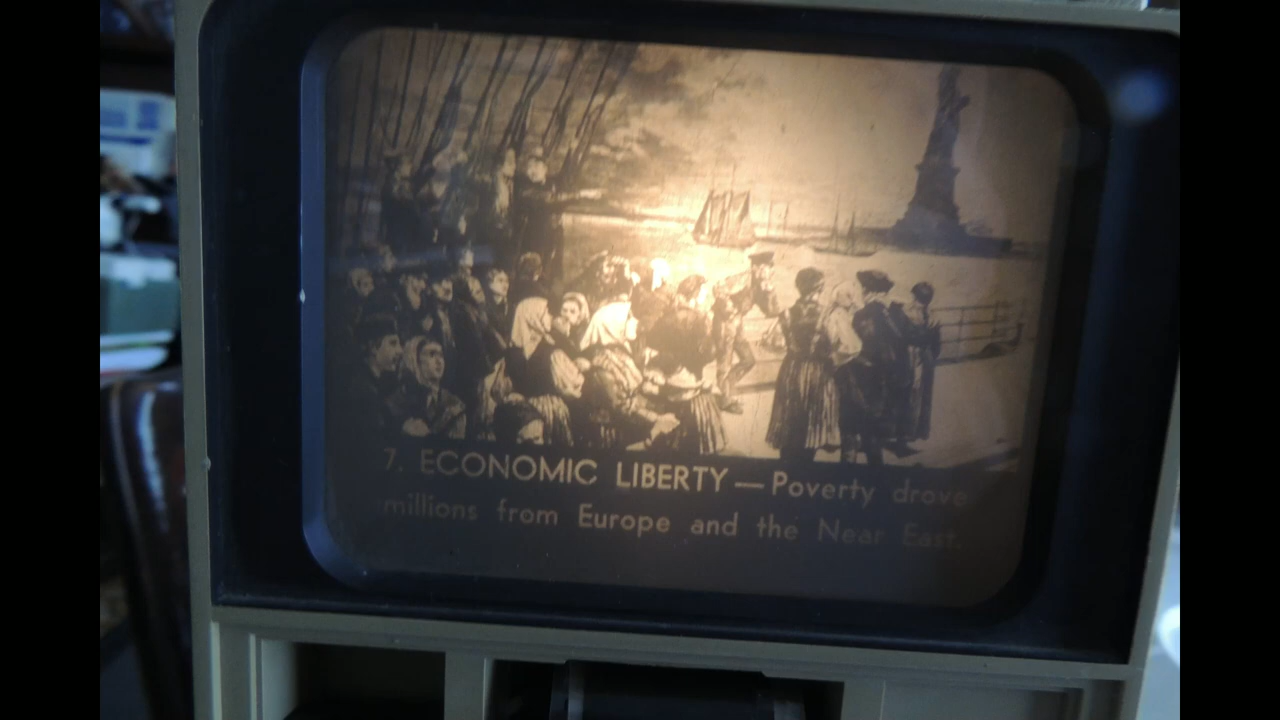 7. ECONOMIC LIBERTY — Poverty drove
millions from Europe and the Near East.